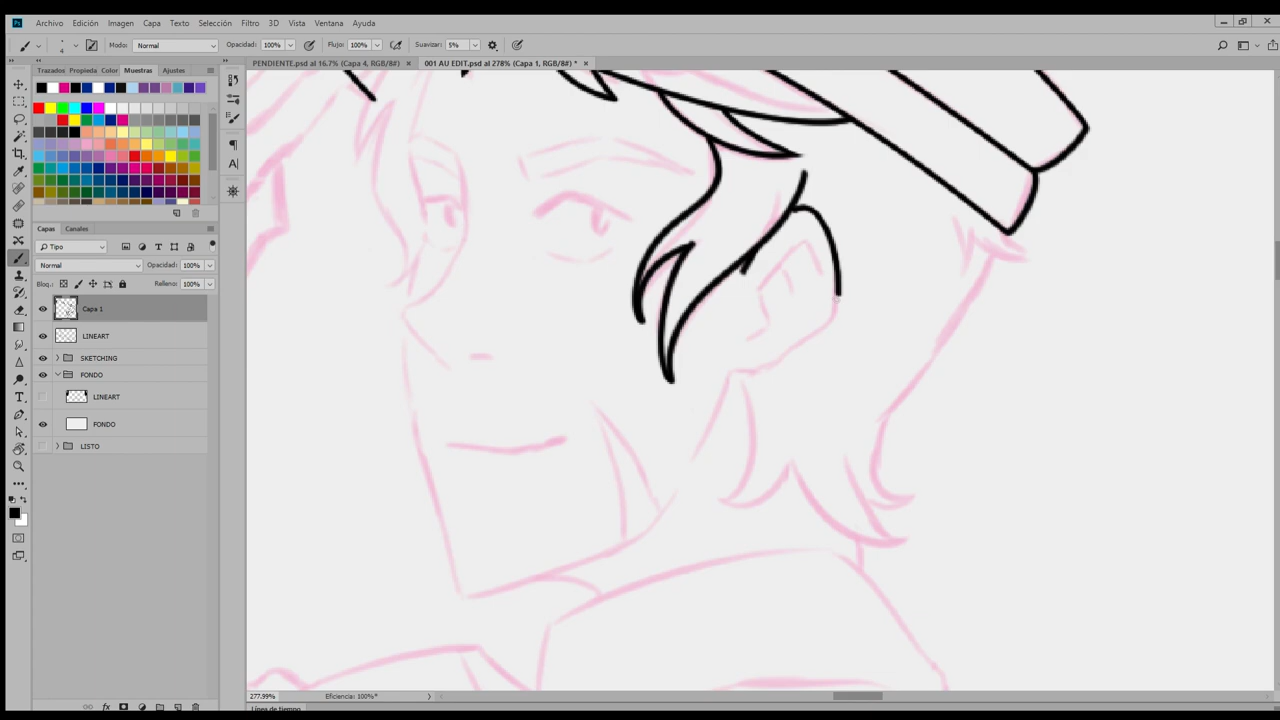 Ps Archivo Edición Imagen Capa Texto Selección Filtro 3D Vista Ventana Ayuda
4 Modo: Normal Opacidad: 100% Flujo: 100% Suavizar: 5%
Trazados Propiedad Color Muestras Ajustes
PENDIENTE.psd al 16.7% (Capa 4, RGB/8#) × 001 AU EDIT.psd al 278% (Capa 1, RGB/8#) * ×
Capas Canales
Tipo
Normal Opacidad: 100%
Bloq.: Relleno: 100%
Capa 1
LINEART
SKETCHING
FONDO
LINEART
FONDO
LISTO
277.99% Eficiencia: 100%*
Línea de tiempo